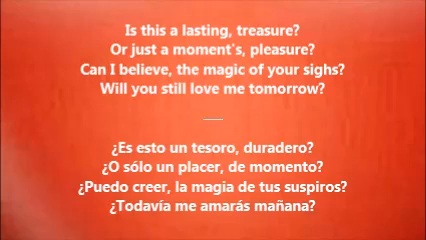 Is this a lasting, treasure?
Or just a moment's, pleasure?
Can I believe, the magic of your sighs?
Will you still love me tomorrow?
___
¿Es esto un tesoro, duradero?
¿O sólo un placer, de momento?
¿Puedo creer, la magia de tus suspiros?
¿Todavía me amarás mañana?